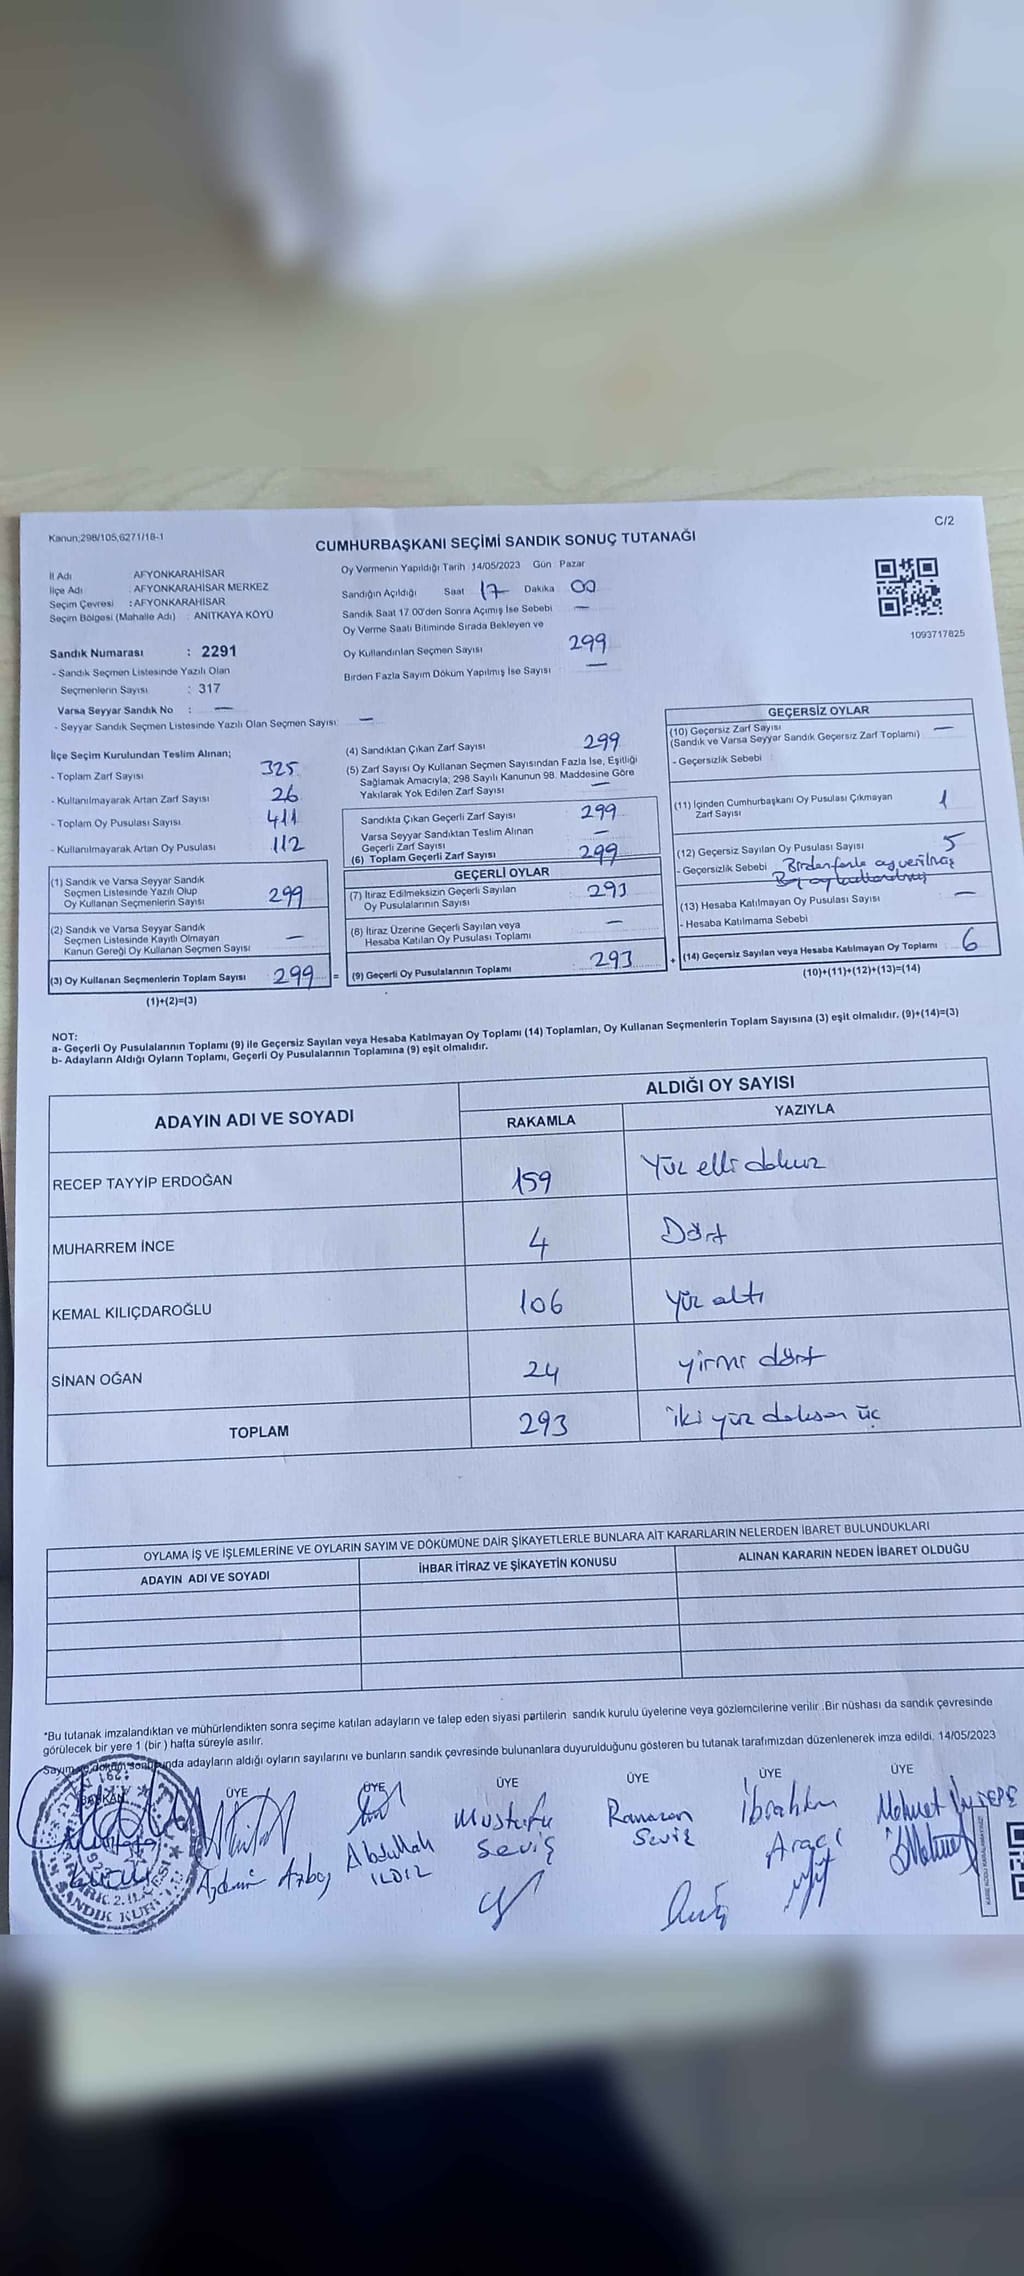 Kanun;298/105,6271/18-1
C/2
CUMHURBAŞKANI SEÇİMİ SANDIK SONUÇ TUTANAĞI
İl Adı : AFYONKARAHİSAR
İlçe Adı : AFYONKARAHİSAR MERKEZ
Seçim Çevresi : AFYONKARAHİSAR
Seçim Bölgesi (Mahalle Adı) : ANITKAYA KÖYÜ
Sandık Numarası : 2291
- Sandık Seçmen Listesinde Yazılı Olan
Seçmenlerin Sayısı : 317
Varsa Seyyar Sandık No : —
- Seyyar Sandık Seçmen Listesinde Yazılı Olan Seçmen Sayısı: —
Oy Vermenin Yapıldığı Tarih 14/05/2023 Gün Pazar
Sandığın Açıldığı Saat 17 Dakika 00
Sandık Saat 17.00'den Sonra Açımış İse Sebebi —
Oy Verme Saati Bitiminde Sırada Bekleyen ve
Oy Kullandırılan Seçmen Sayısı 299
Birden Fazla Sayım Döküm Yapılmış İse Sayısı —
1093717825
İlçe Seçim Kurulundan Teslim Alınan;
- Toplam Zarf Sayısı 325
- Kullanılmayarak Artan Zarf Sayısı 26
- Toplam Oy Pusulası Sayısı 411
- Kullanılmayarak Artan Oy Pusulası 112
(1) Sandık ve Varsa Seyyar Sandık
Seçmen Listesinde Yazılı Olup
Oy Kullanan Seçmenlerin Sayısı 299
(2) Sandık ve Varsa Seyyar Sandık
Seçmen Listesinde Kayıtlı Olmayan
Kanun Gereği Oy Kullanan Seçmen Sayısı —
(3) Oy Kullanan Seçmenlerin Toplam Sayısı 299 =
(1)+(2)=(3)
(4) Sandıktan Çıkan Zarf Sayısı 299
(5) Zarf Sayısı Oy Kullanan Seçmen Sayısından Fazla İse, Eşitliği
Sağlamak Amacıyla, 298 Sayılı Kanunun 98. Maddesine Göre
Yakılarak Yok Edilen Zarf Sayısı —
Sandıkta Çıkan Geçerli Zarf Sayısı 299
Varsa Seyyar Sandıktan Teslim Alınan
Geçerli Zarf Sayısı —
(6) Toplam Geçerli Zarf Sayısı 299
GEÇERLİ OYLAR
(7) İtiraz Edilmeksizin Geçerli Sayılan
Oy Pusulalarının Sayısı 293
(8) İtiraz Üzerine Geçerli Sayılan veya
Hesaba Katılan Oy Pusulası Toplamı —
(9) Geçerli Oy Pusulalarının Toplamı 293 +
GEÇERSİZ OYLAR
(10) Geçersiz Zarf Sayısı
(Sandık ve Varsa Seyyar Sandık Geçersiz Zarf Toplamı) —
- Geçersizlik Sebebi
(11) İçinden Cumhurbaşkanı Oy Pusulası Çıkmayan
Zarf Sayısı 1
(12) Geçersiz Sayılan Oy Pusulası Sayısı 5
- Geçersizlik Sebebi Birden fazla oy verilmiş
(13) Hesaba Katılmayan Oy Pusulası Sayısı —
- Hesaba Katılmama Sebebi
(14) Geçersiz Sayılan veya Hesaba Katılmayan Oy Toplamı 6
(10)+(11)+(12)+(13)=(14)
NOT:
a- Geçerli Oy Pusulalarının Toplamı (9) ile Geçersiz Sayılan veya Hesaba Katılmayan Oy Toplamı (14) Toplamları, Oy Kullanan Seçmenlerin Toplam Sayısına (3) eşit olmalıdır. (9)+(14)=(3)
b- Adayların Aldığı Oyların Toplamı, Geçerli Oy Pusulalarının Toplamına (9) eşit olmalıdır.
ADAYIN ADI VE SOYADI
ALDIĞI OY SAYISI
RAKAMLA YAZIYLA
RECEP TAYYİP ERDOĞAN 159 Yüz elli dokuz
MUHARREM İNCE 4 Dört
KEMAL KILIÇDAROĞLU 106 yüz altı
SİNAN OĞAN 24 yirmi dört
TOPLAM 293 iki yüz doksan üç
OYLAMA İŞ VE İŞLEMLERİNE VE OYLARIN SAYIM VE DÖKÜMÜNE DAİR ŞİKAYETLERLE BUNLARA AİT KARARLARIN NELERDEN İBARET BULUNDUKLARI
ADAYIN ADI VE SOYADI İHBAR İTİRAZ VE ŞİKAYETİN KONUSU ALINAN KARARIN NEDEN İBARET OLDUĞU
*Bu tutanak imzalandıktan ve mühürlendikten sonra seçime katılan adayların ve talep eden siyasi partilerin sandık kurulu üyelerine veya gözlemcilerine verilir .Bir nüshası da sandık çevresinde
görülecek bir yere 1 (bir ) hafta süreyle asılır.
Sayım ve döküm sonunda adayların aldığı oyların sayılarını ve bunların sandık çevresinde bulunanlara duyurulduğunu gösteren bu tutanak tarafımızdan düzenlenerek imza edildi. 14/05/2023
BAŞKAN ÜYE ÜYE ÜYE ÜYE ÜYE ÜYE
Abdullah ILDIZ
Mustafa Seviş
Ramazan Seviş
İbrahim Aracı
Mehmet